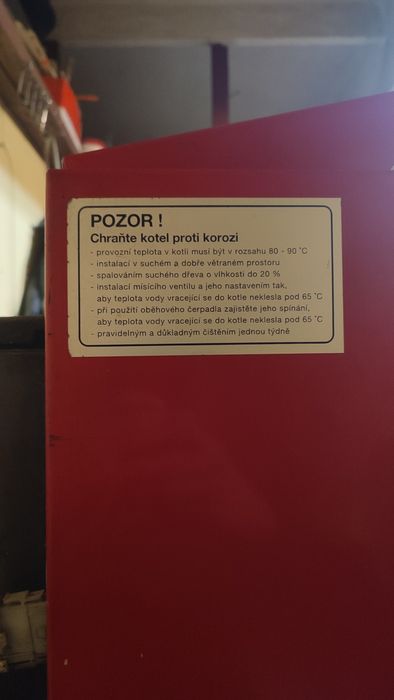 POZOR !
Chraňte kotel proti korozi
- provozní teplota v kotli musí být v rozsahu 80 - 90 °C
- instalací v suchém a dobře větraném prostoru
- spalováním suchého dřeva o vlhkosti do 20 %
- instalací mísícího ventilu a jeho nastavením tak,
aby teplota vody vracející se do kotle neklesla pod 65 °C
- při použití oběhového čerpadla zajistěte jeho spínání,
aby teplota vody vracející se do kotle neklesla pod 65 °C
- pravidelným a důkladným čištěním jednou týdně